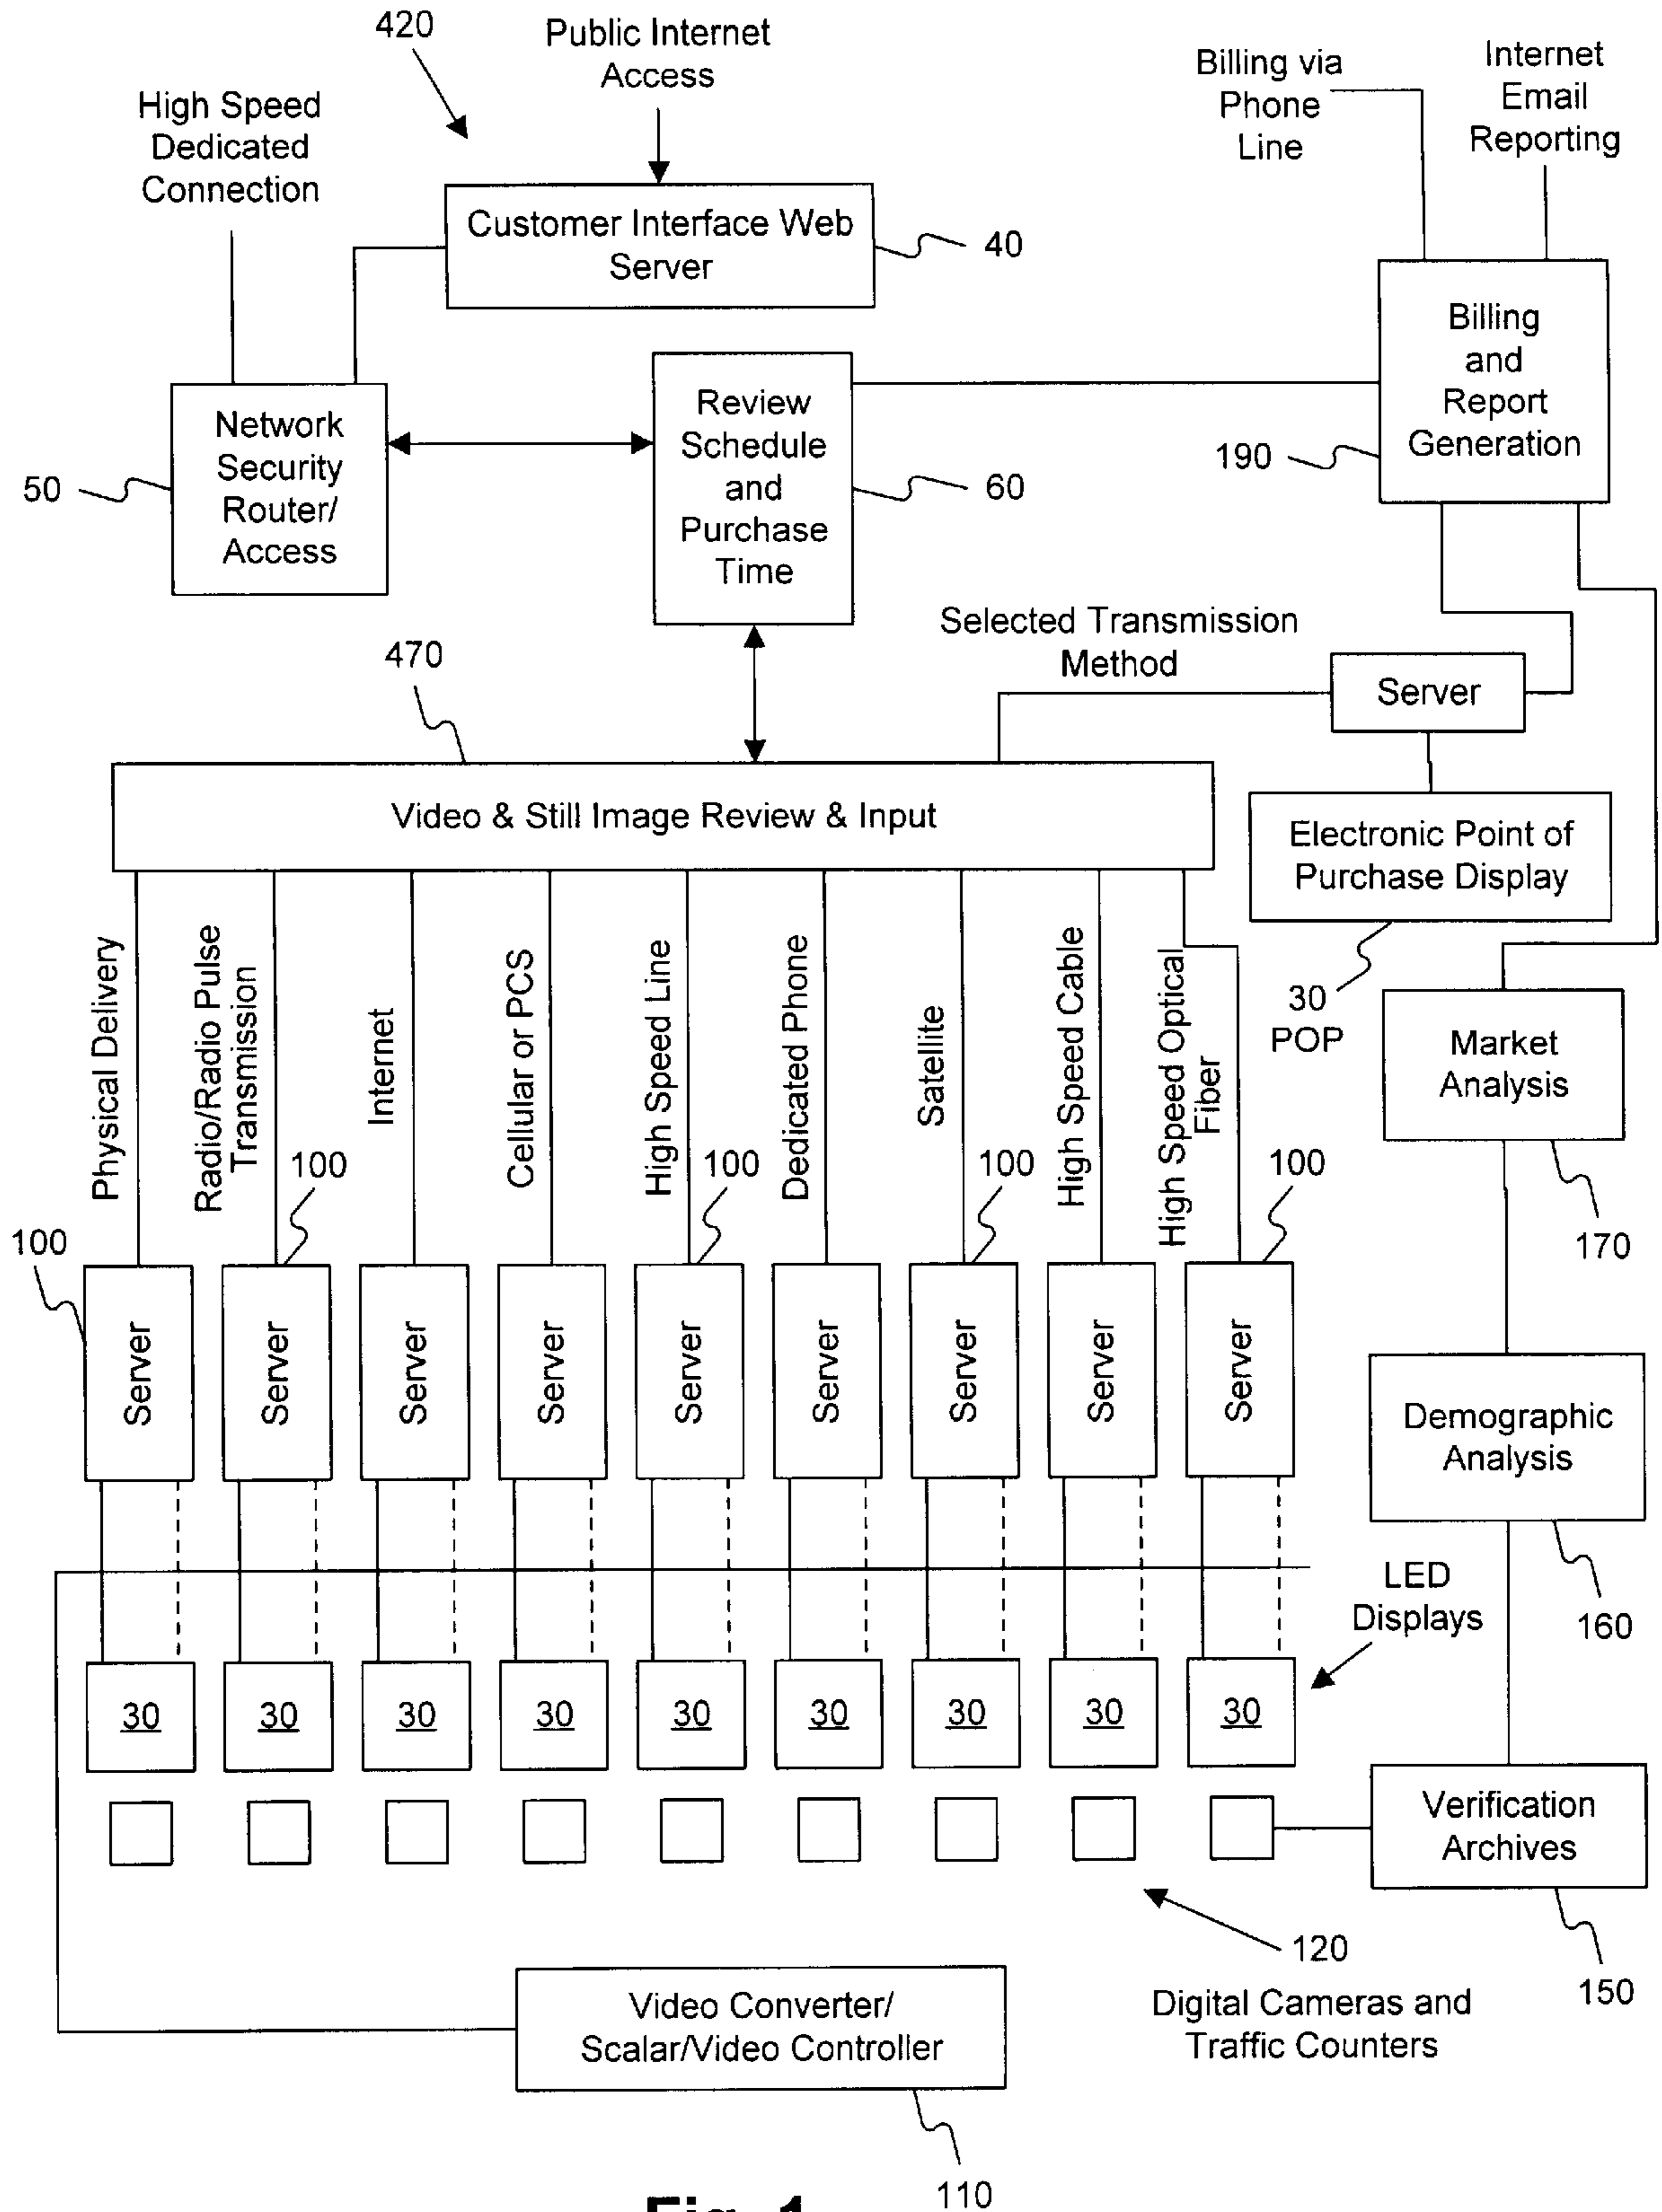 420
Public Internet
Access
High Speed
Dedicated
Connection
Billing via
Phone
Line
Internet
Email
Reporting
Customer Interface Web
Server
40
Network
Security
Router/
Access
50
Review
Schedule
and
Purchase
Time
60
Billing
and
Report
Generation
190
Selected Transmission
Method
Server
470
Video & Still Image Review & Input
Electronic Point of
Purchase Display
30
POP
Market
Analysis
170
Physical Delivery
Radio/Radio Pulse
Transmission
Internet
Cellular or PCS
High Speed Line
Dedicated Phone
Satellite
High Speed Cable
High Speed Optical
Fiber
100
100
100
100
100
Server
Server
Server
Server
Server
Server
Server
Server
Server
Demographic
Analysis
160
LED
Displays
30
30
30
30
30
30
30
30
30
Verification
Archives
150
120
Digital Cameras and
Traffic Counters
Video Converter/
Scalar/Video Controller
110
Fig. 1